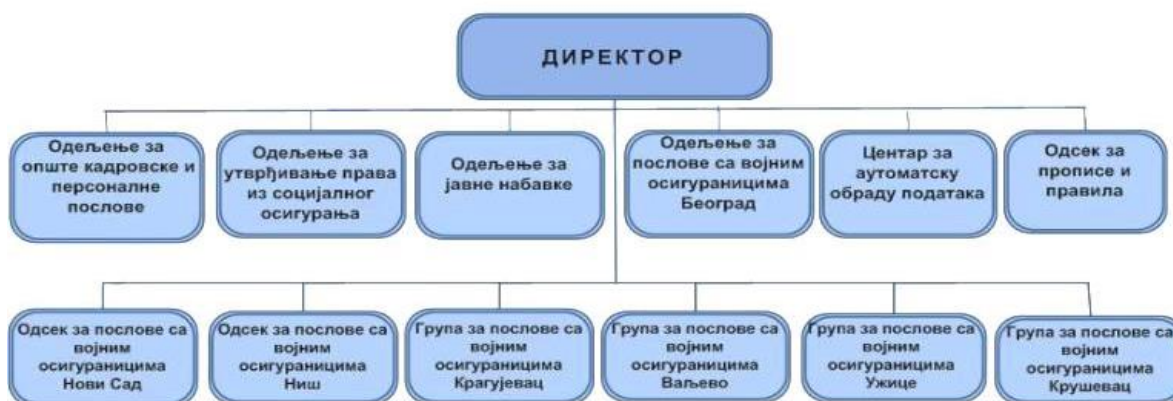 ДИРЕКТОР
Одељење за
опште кадровске и
персоналне
послове
Одељење за
утврђивање права
из социјалног
осигурања
Одељење за
јавне набавке
Одељење за
послове са војним
осигураницима
Београд
Центар за
аутоматску
обраду података
Одсек за
прописе и
правила
Одсек за послове са
војним
осигураницима
Нови Сад
Одсек за послове са
војним
осигураницима
Ниш
Група за послове са
војним
осигураницима
Крагујевац
Група за послове са
војним
осигураницима
Ваљево
Група за послове са
војним
осигураницима
Ужице
Група за послове са
војним
осигураницима
Крушевац